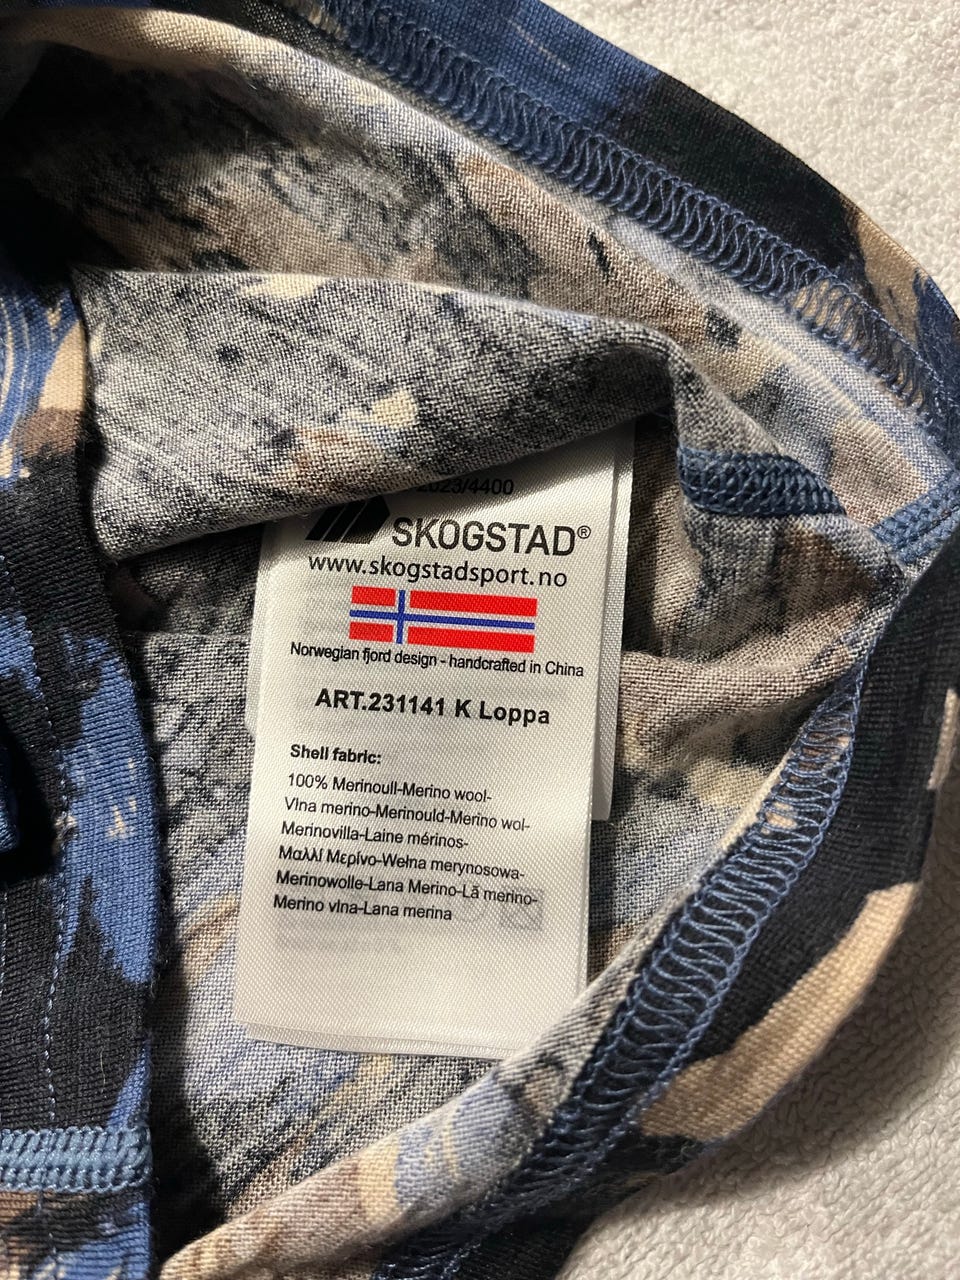 2023/4400
SKOGSTAD®
www.skogstadsport.no
Norwegian fjord design - handcrafted in China
ART.231141 K Loppa
Shell fabric:
100% Merinoull-Merino wool-
Vlna merino-Merinould-Merino wol-
Merinovilla-Laine mérinos-
Μαλλί Μερίνο-Wełna merynosowa-
Merinowolle-Lana Merino-Lã merino-
Merino vlna-Lana merina